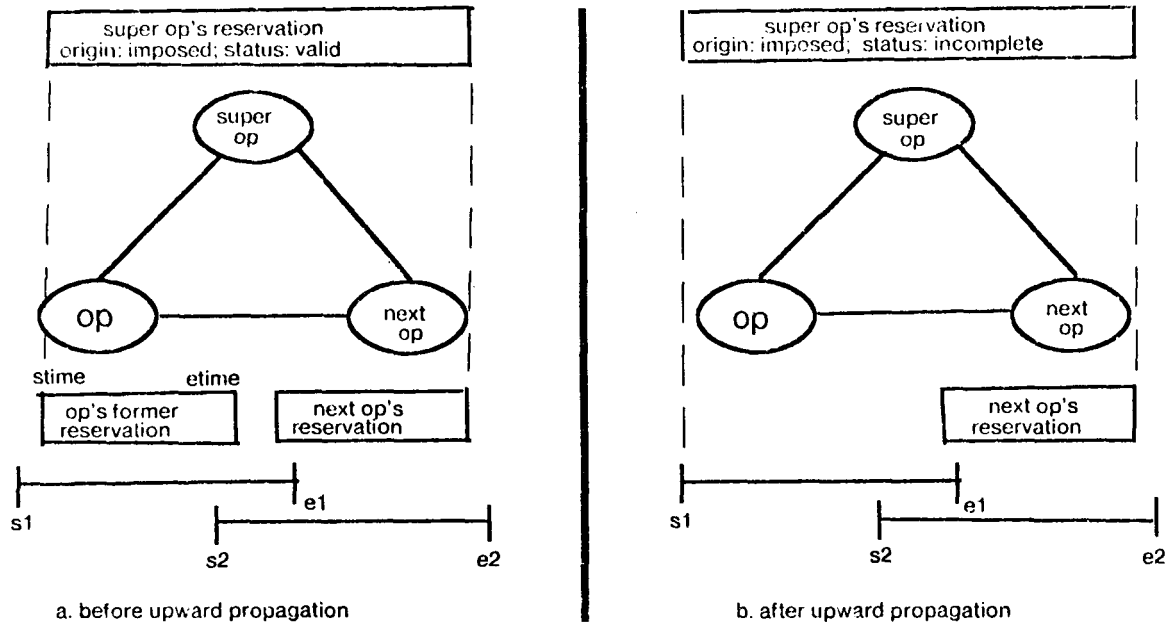 super op's reservation
origin: imposed; status: valid
super
op
op
next
op
stime
etime
op's former
reservation
next op's
reservation
s1
e1
s2
e2
a. before upward propagation
super op's reservation
origin: imposed; status: incomplete
super
op
op
next
op
next op's
reservation
s1
e1
s2
e2
b. after upward propagation